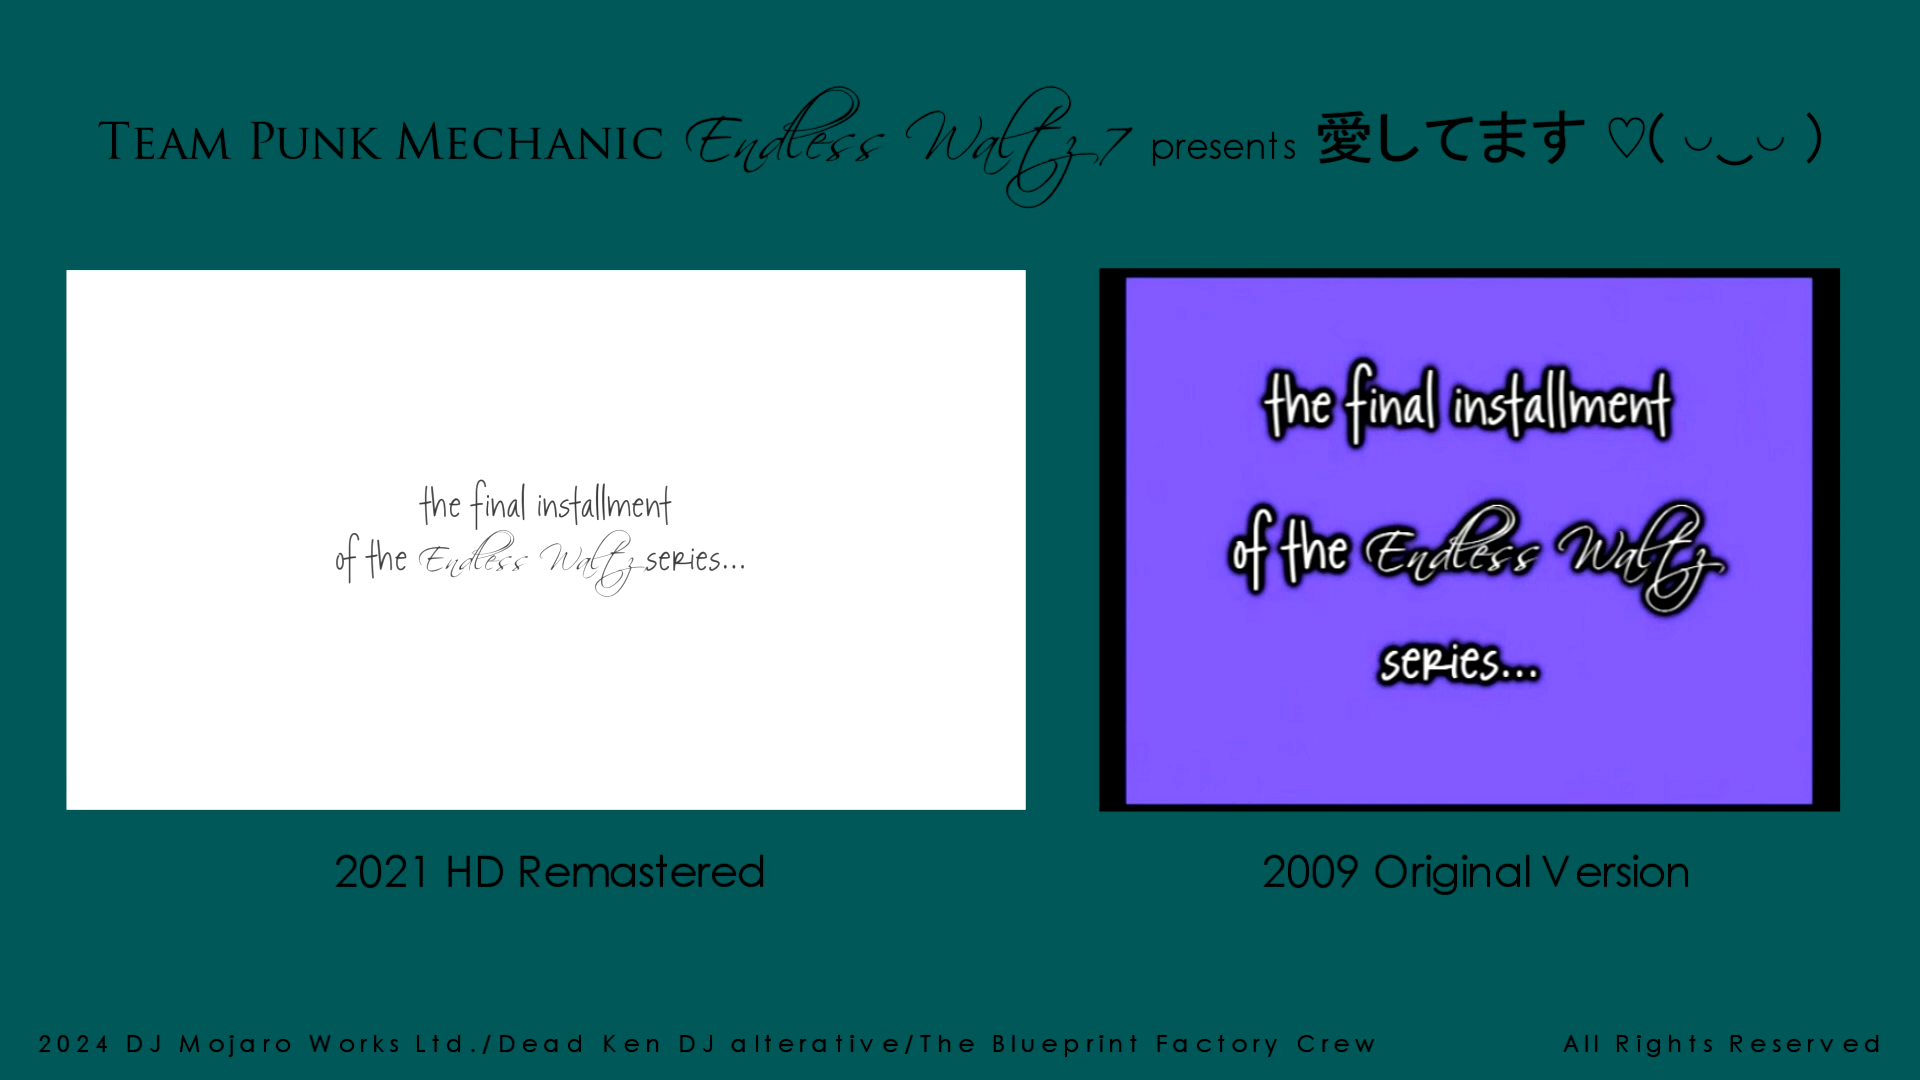 Team Punk Mechanic Endless Waltz 7 presents 愛してます ♡( ᴗ‿ᴗ )
the final installment
of the Endless Waltz series...
the final installment
of the Endless Waltz
series...
2021 HD Remastered
2009 Original Version
2024 DJ Mojaro Works Ltd./Dead Ken DJ alterative/The Blueprint Factory Crew
All Rights Reserved